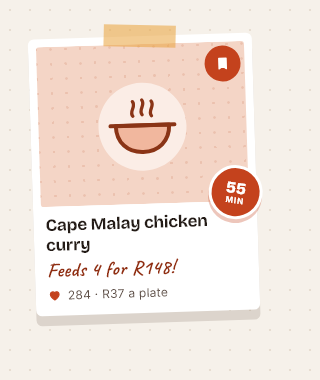 55
MIN
Cape Malay chicken
curry
Feeds 4 for R148!
284 · R37 a plate